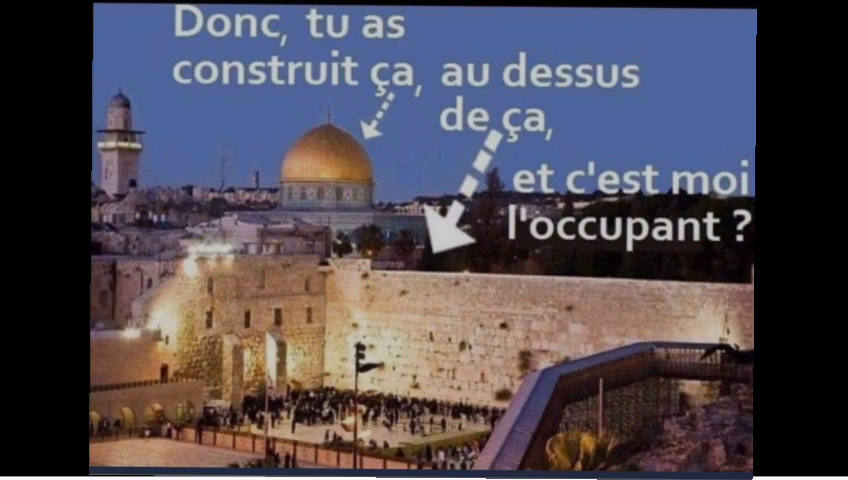 Donc, tu as
construit ça, au dessus
de ça,
et c'est moi
l'occupant ?